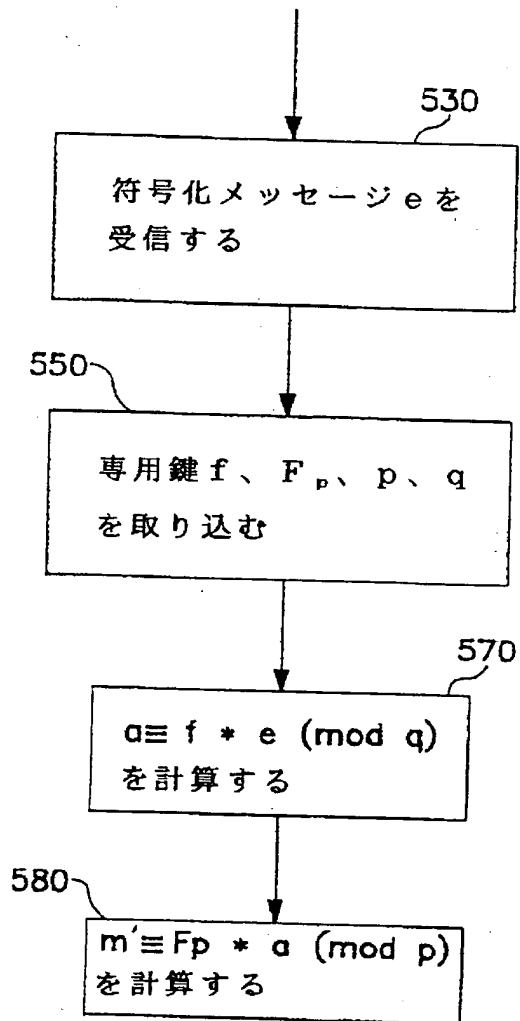 530
符号化メッセージeを
受信する
550
専用鍵f、Fp、p、q
を取り込む
570
a≡ f * e (mod q)
を計算する
580
m'≡Fp * a (mod p)
を計算する